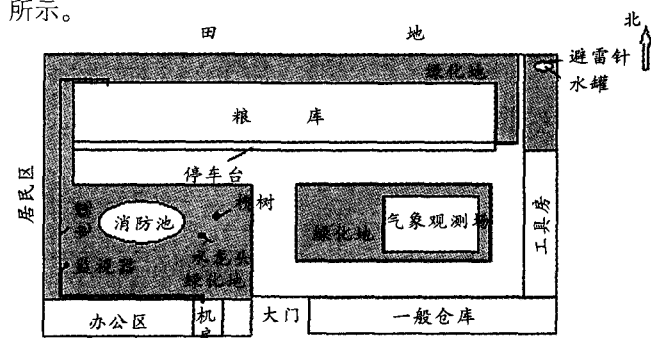 所示。
田 地
北
避雷针
绿化地
水罐
粮 库
停车台
居民区
橡树
消防池
气象观测场
绿化地
工具房
水龙头
监视器
绿化地
办公区
机房
大门
一般仓库